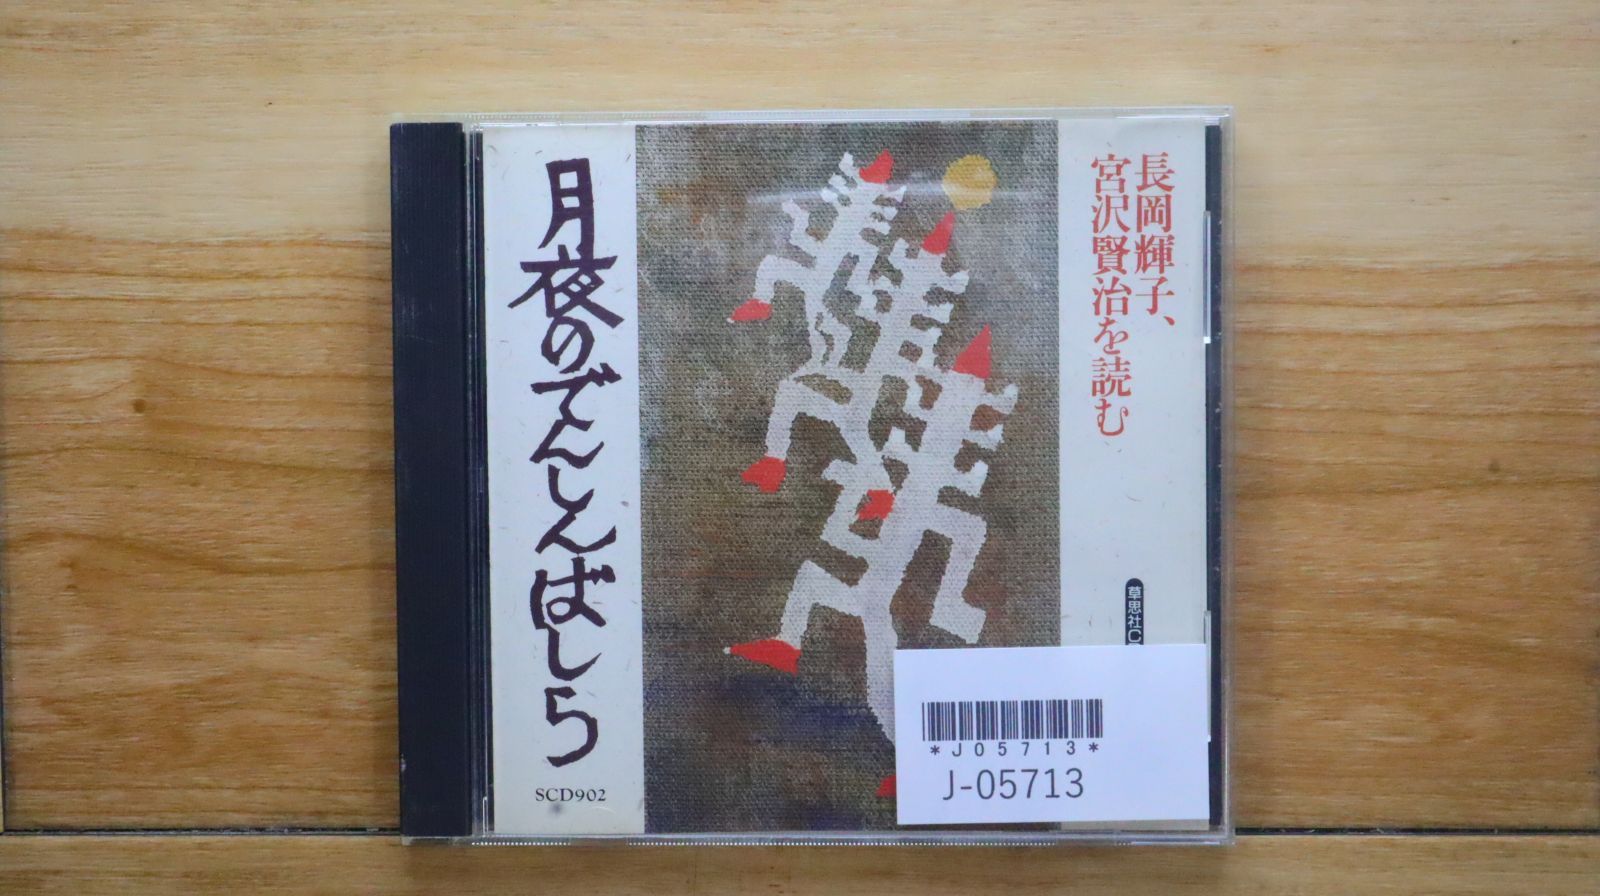 長岡輝子、
宮沢賢治を読む
月夜のでんしんばしら
SCD902
草思社C
*J05713*
J-05713